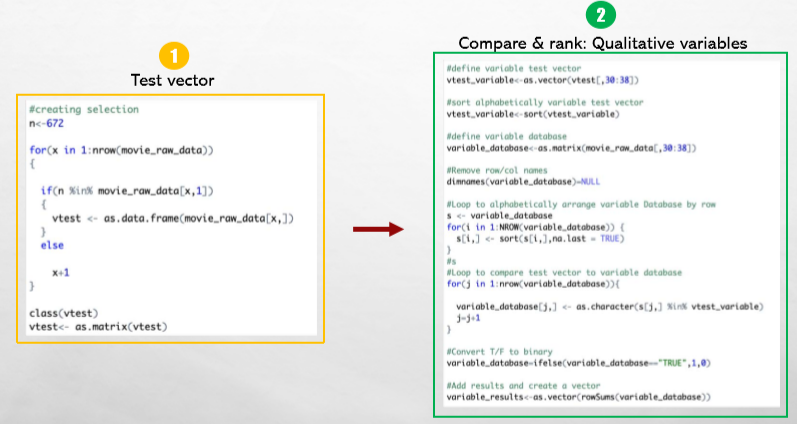 1
Test vector
#creating selection
n<-672
for(x in 1:nrow(movie_raw_data))
{
if(n %in% movie_raw_data[x,1])
{
vtest <- as.data.frame(movie_raw_data[x,])
}
else
x+1
}
class(vtest)
vtest<- as.matrix(vtest)
2
Compare & rank: Qualitative variables
#define variable test vector
vtest_variable<-as.vector(vtest[,30:38])
#sort alphabetically variable test vector
vtest_variable<-sort(vtest_variable)
#define variable database
variable_database<-as.matrix(movie_raw_data[,30:38])
#Remove row/col names
dimnames(variable_database)=NULL
#Loop to alphabetically arrange variable Database by row
s <- variable_database
for(i in 1:NROW(variable_database)) {
s[i,] <- sort(s[i,],na.last = TRUE)
}
#s
#Loop to compare test vector to variable database
for(j in 1:nrow(variable_database)){
variable_database[j,] <- as.character(s[j,] %in% vtest_variable)
j=j+1
}
#Convert T/F to binary
variable_database=ifelse(variable_database=="TRUE",1,0)
#Add results and create a vector
variable_results<-as.vector(rowSums(variable_database))